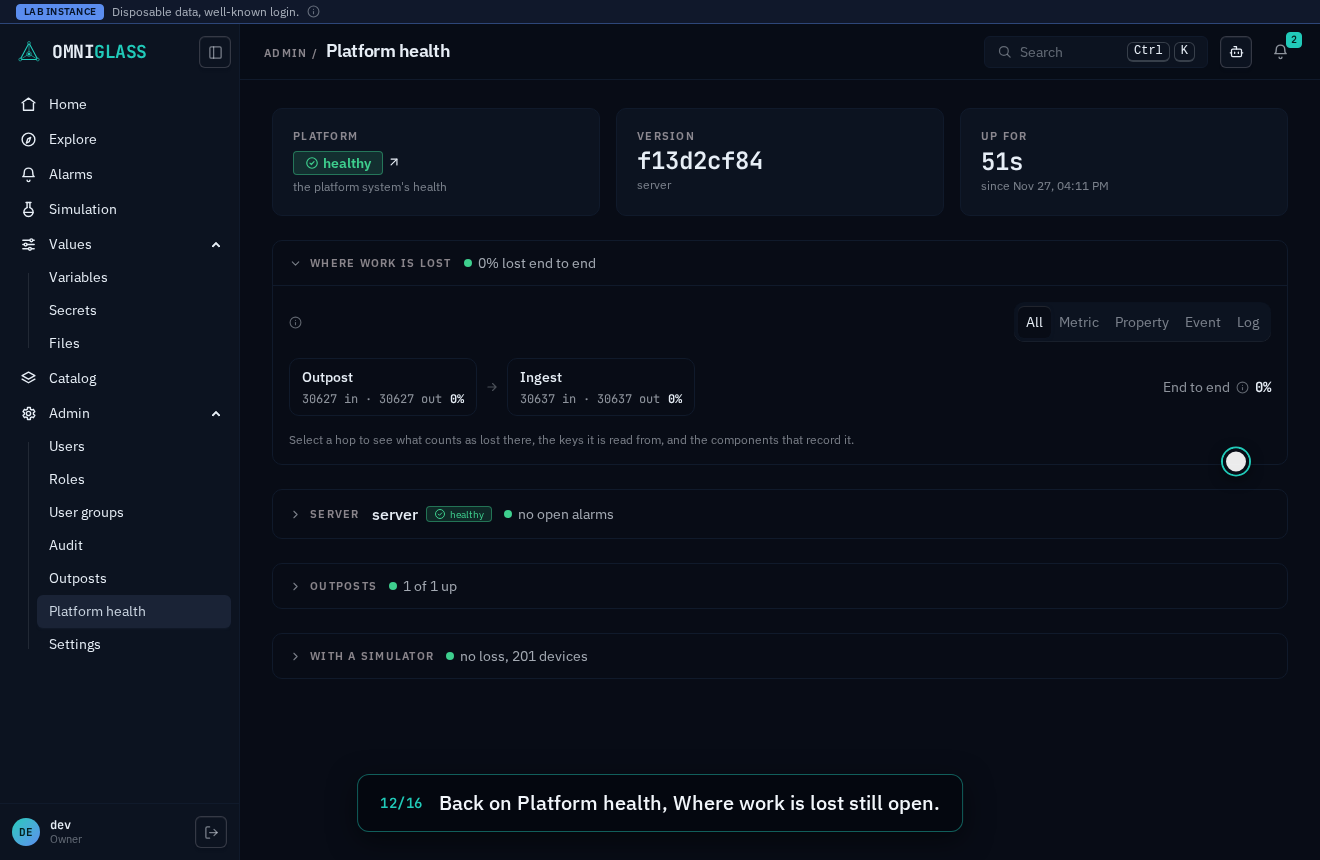 LAB INSTANCE Disposable data, well-known login.
OMNIGLASS
Home
Explore
Alarms
Simulation
Values
Variables
Secrets
Files
Catalog
Admin
Users
Roles
User groups
Audit
Outposts
Platform health
Settings
DE dev
Owner
ADMIN / Platform health
Search Ctrl K
2
PLATFORM
healthy
the platform system's health
VERSION
f13d2cf84
server
UP FOR
51s
since Nov 27, 04:11 PM
WHERE WORK IS LOST 0% lost end to end
All Metric Property Event Log
Outpost
30627 in · 30627 out 0%
Ingest
30637 in · 30637 out 0%
End to end 0%
Select a hop to see what counts as lost there, the keys it is read from, and the components that record it.
SERVER server healthy no open alarms
OUTPOSTS 1 of 1 up
WITH A SIMULATOR no loss, 201 devices
12/16 Back on Platform health, Where work is lost still open.